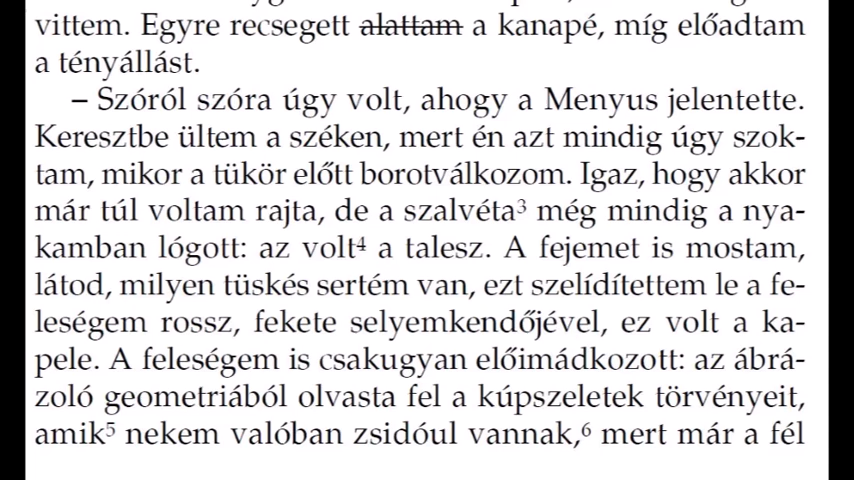 vittem. Egyre recsegett alattam a kanapé, míg előadtam
a tényállást.
– Szóról szóra úgy volt, ahogy a Menyus jelentette.
Keresztbe ültem a széken, mert én azt mindig úgy szok-
tam, mikor a tükör előtt borotválkozom. Igaz, hogy akkor
már túl voltam rajta, de a szalvéta³ még mindig a nya-
kamban lógott: az volt⁴ a talesz. A fejemet is mostam,
látod, milyen tüskés sertém van, ezt szelídítettem le a fe-
leségem rossz, fekete selyemkendőjével, ez volt a ka-
pele. A feleségem is csakugyan előimádkozott: az ábrá-
zoló geometriából olvasta fel a kúpszeletek törvényeit,
amik⁵ nekem valóban zsidóul vannak,⁶ mert már a fél